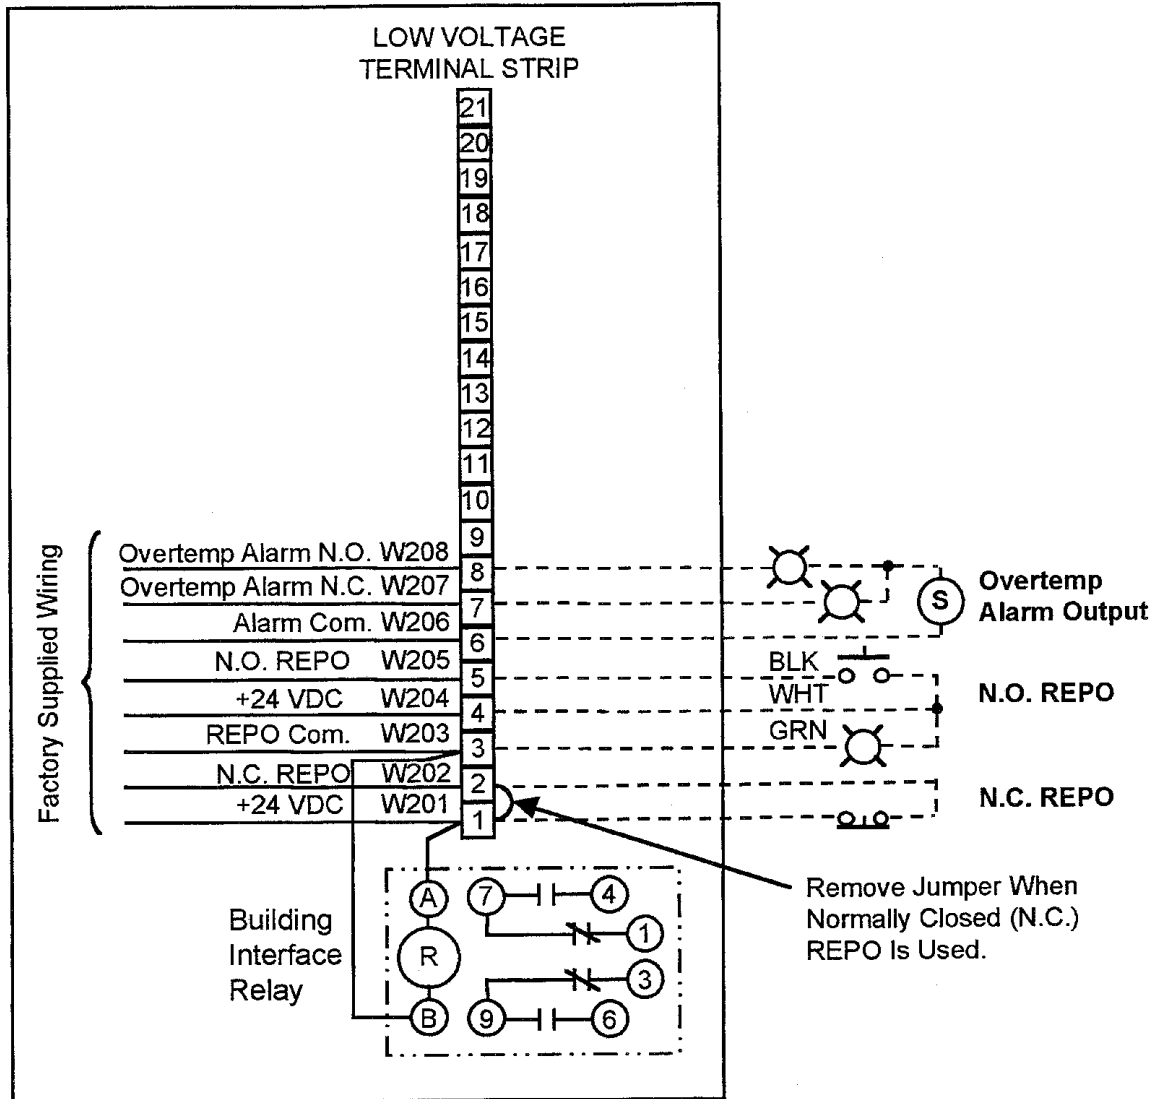 LOW VOLTAGE
TERMINAL STRIP
21
20
19
18
17
16
15
14
13
12
11
10
9
8
7
6
5
4
3
2
1
Factory Supplied Wiring
Overtemp Alarm N.O. W208
Overtemp Alarm N.C. W207
Alarm Com. W206
N.O. REPO W205
+24 VDC W204
REPO Com. W203
N.C. REPO W202
+24 VDC W201
S
Overtemp
Alarm Output
BLK
WHT
GRN
N.O. REPO
N.C. REPO
Remove Jumper When
Normally Closed (N.C.)
REPO Is Used.
Building
Interface
Relay
A
R
B
7
4
1
3
9
6